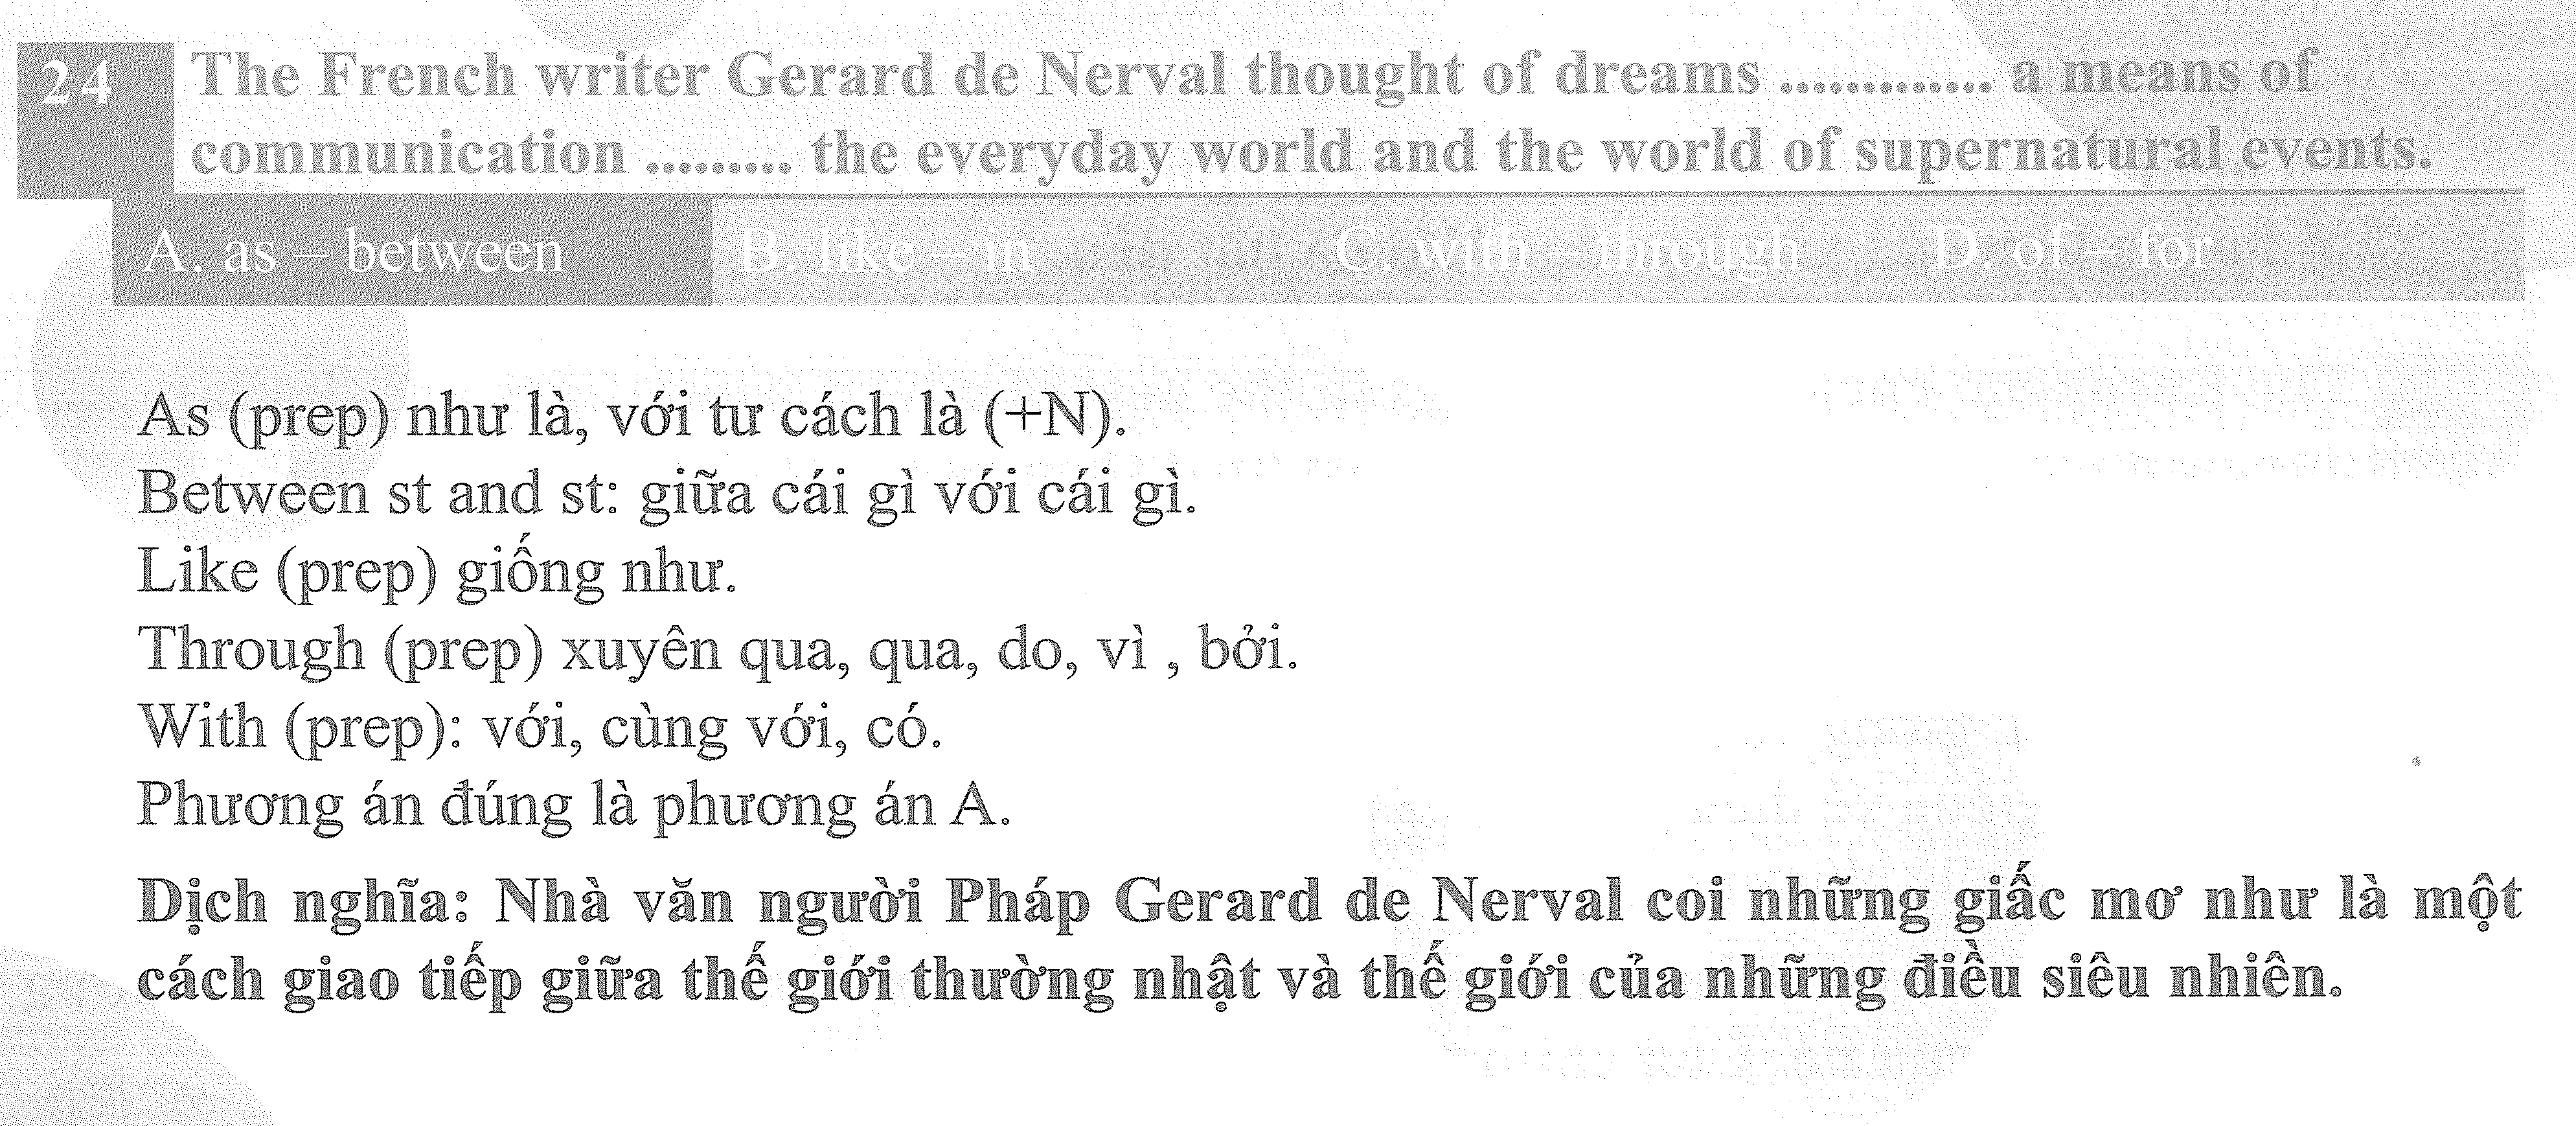 24 The French writer Gerard de Nerval thought of dreams ............. a means of
communication ......... the everyday world and the world of supernatural events.
A. as – between B. like – in C. with – through D. of – for
As (prep) như là, với tư cách là (+N).
Between st and st: giữa cái gì với cái gì.
Like (prep) giống như.
Through (prep) xuyên qua, qua, do, vì , bởi.
With (prep): với, cùng với, có.
Phương án đúng là phương án A.
Dịch nghĩa: Nhà văn người Pháp Gerard de Nerval coi những giấc mơ như là một
cách giao tiếp giữa thế giới thường nhật và thế giới của những điều siêu nhiên.